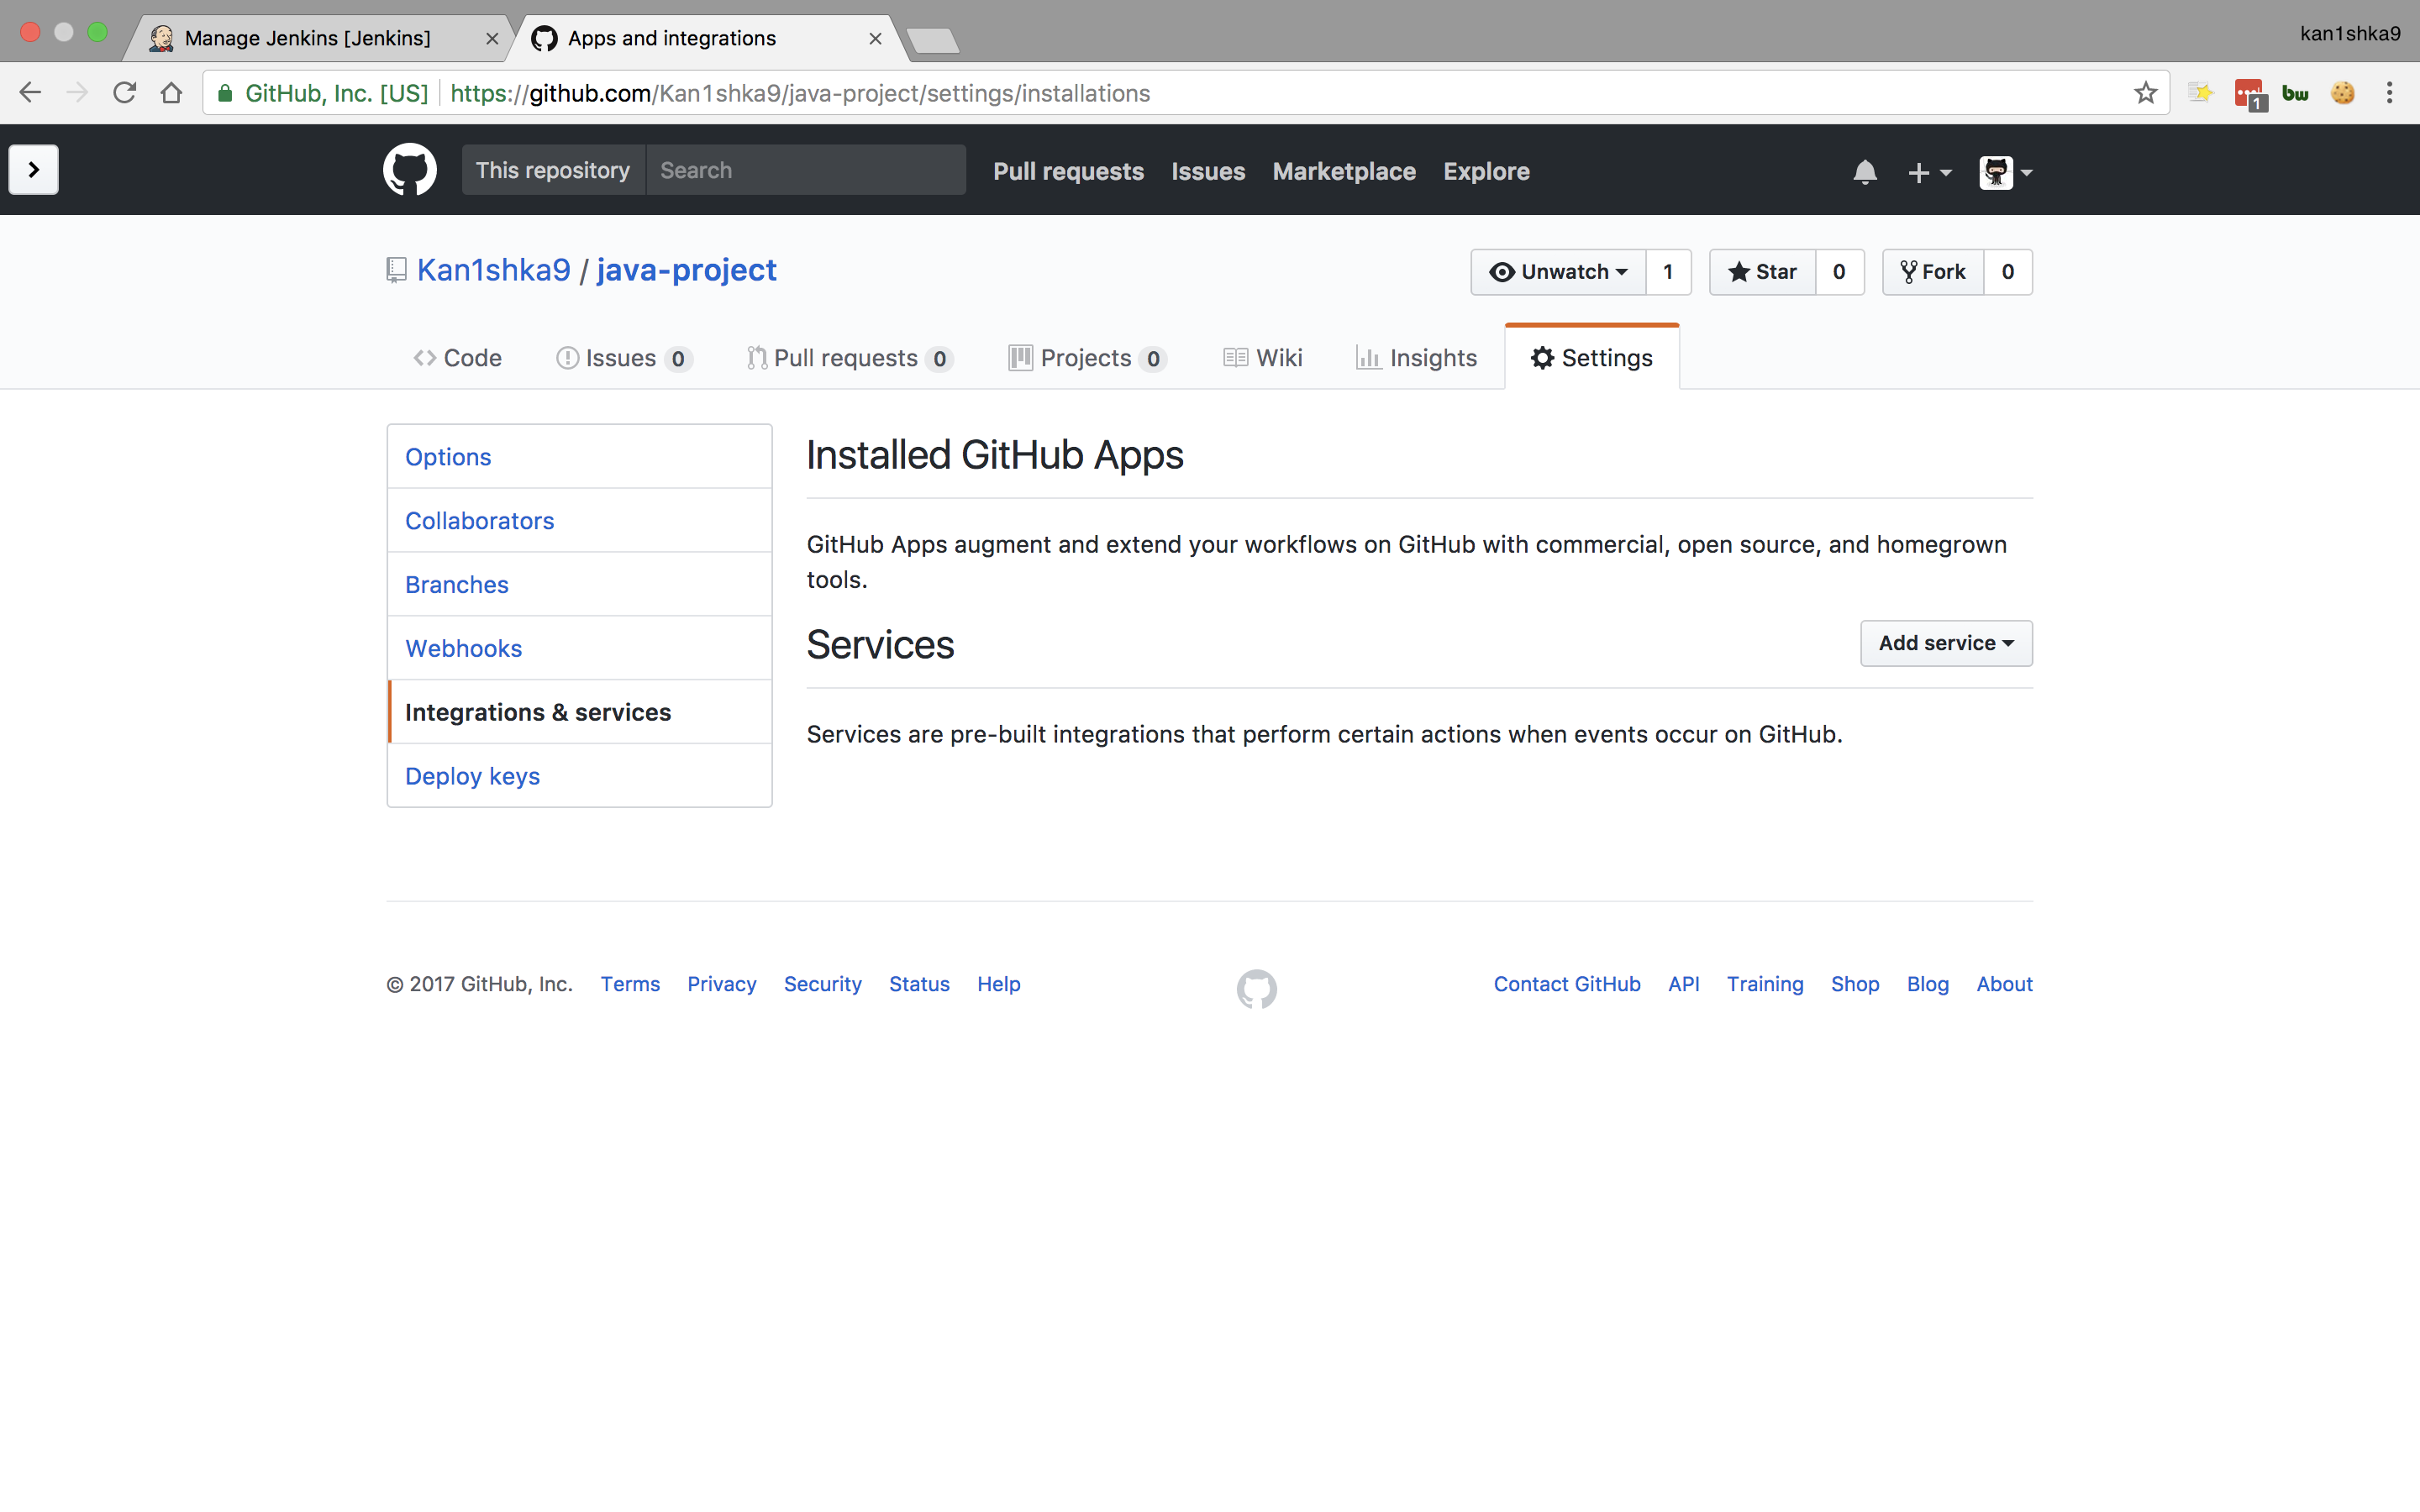 Manage Jenkins [Jenkins]
Apps and integrations
kan1shka9
GitHub, Inc. [US]
https://github.com/Kan1shka9/java-project/settings/installations
1
bw
This repository
Search
Pull requests
Issues
Marketplace
Explore
Kan1shka9 / java-project
Unwatch 1
Star 0
Fork 0
Code
Issues 0
Pull requests 0
Projects 0
Wiki
Insights
Settings
Options
Collaborators
Branches
Webhooks
Integrations & services
Deploy keys
Installed GitHub Apps
GitHub Apps augment and extend your workflows on GitHub with commercial, open source, and homegrown
tools.
Services
Add service
Services are pre-built integrations that perform certain actions when events occur on GitHub.
© 2017 GitHub, Inc.
Terms
Privacy
Security
Status
Help
Contact GitHub
API
Training
Shop
Blog
About